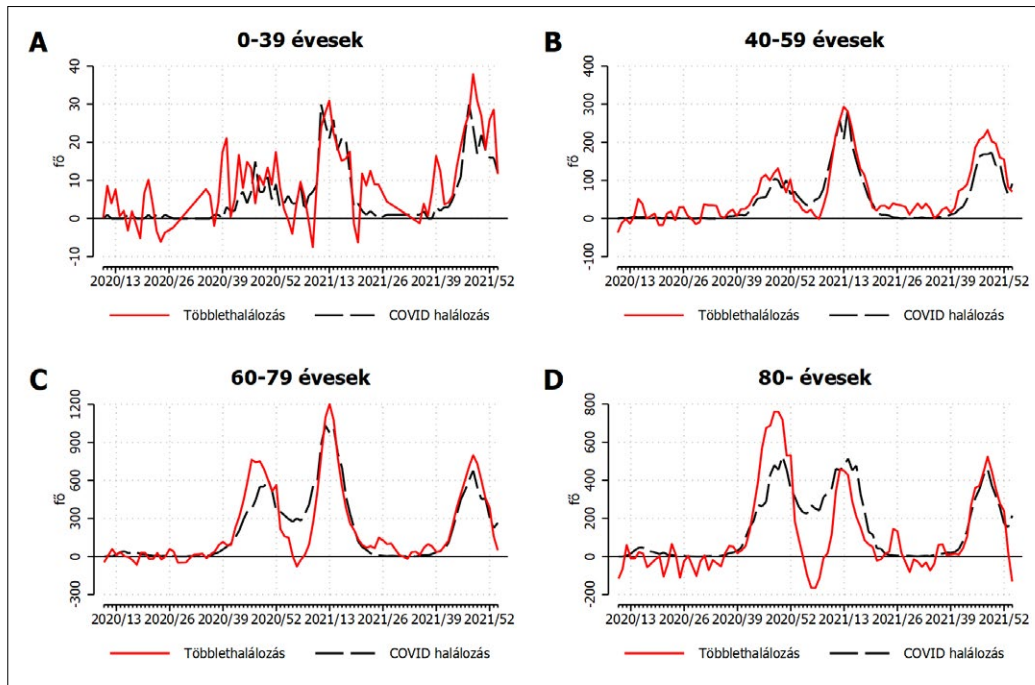 A
0-39 évesek
40
30
20
10
0
-10
fő
2020/13 2020/26 2020/39 2020/52 2021/13 2021/26 2021/39 2021/52
Többlethalálozás COVID halálozás
B
40-59 évesek
400
300
200
100
0
-100
fő
2020/13 2020/26 2020/39 2020/52 2021/13 2021/26 2021/39 2021/52
Többlethalálozás COVID halálozás
C
60-79 évesek
1200
900
600
300
0
-300
fő
2020/13 2020/26 2020/39 2020/52 2021/13 2021/26 2021/39 2021/52
Többlethalálozás COVID halálozás
D
80- évesek
800
600
400
200
0
-200
fő
2020/13 2020/26 2020/39 2020/52 2021/13 2021/26 2021/39 2021/52
Többlethalálozás COVID halálozás